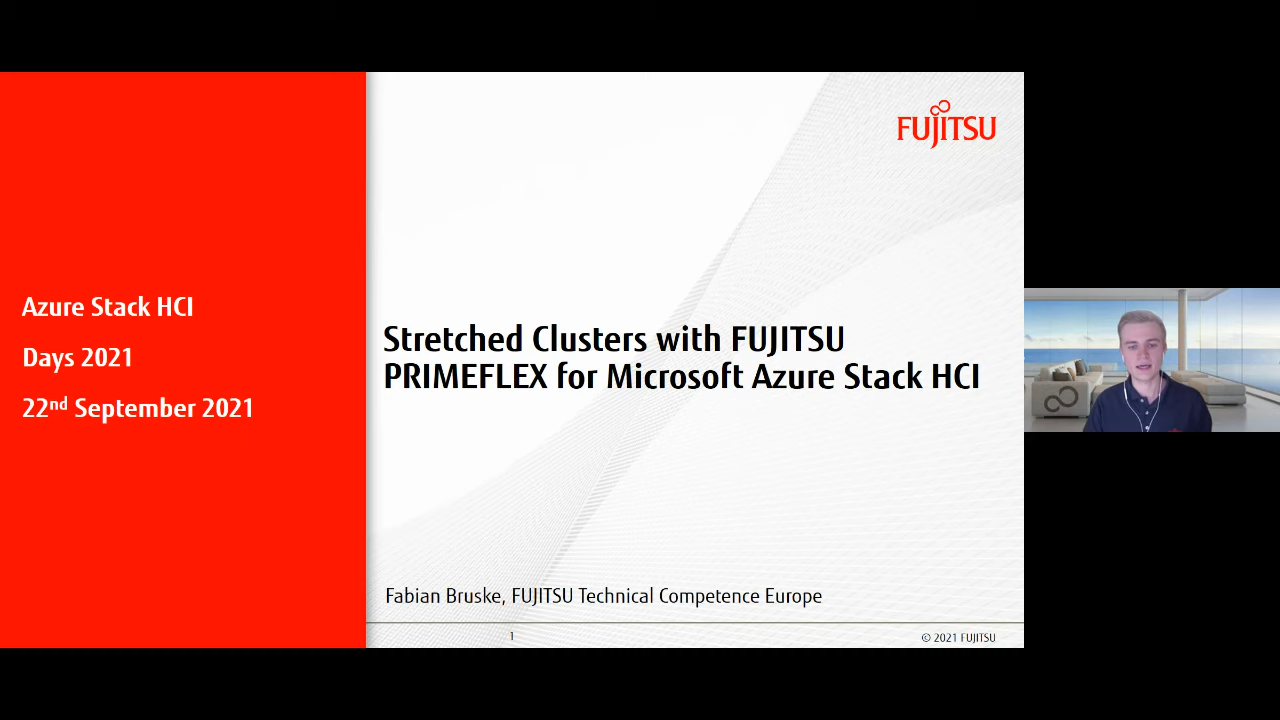 Azure Stack HCI
Days 2021
22nd September 2021
FUJITSU
Stretched Clusters with FUJITSU
PRIMEFLEX for Microsoft Azure Stack HCI
Fabian Bruske, FUJITSU Technical Competence Europe
1
© 2021 FUJITSU